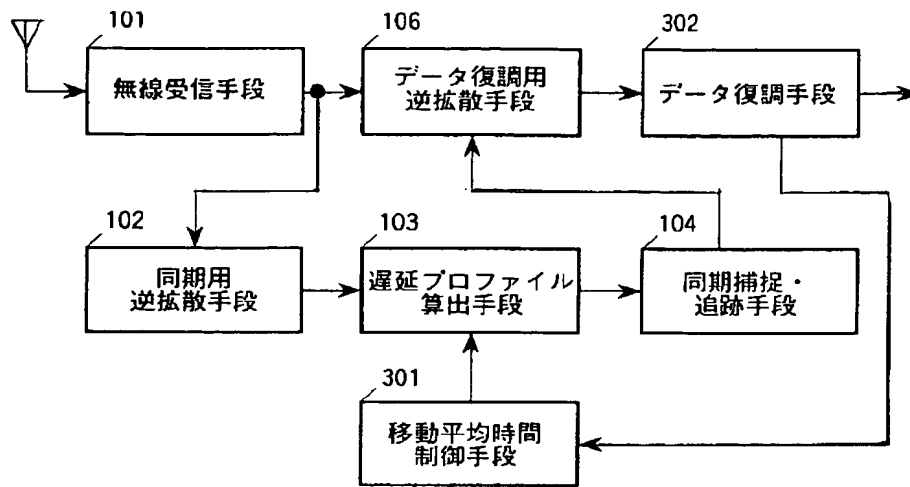 101
無線受信手段
106
データ復調用
逆拡散手段
302
データ復調手段
102
同期用
逆拡散手段
103
遅延プロファイル
算出手段
104
同期捕捉・
追跡手段
301
移動平均時間
制御手段